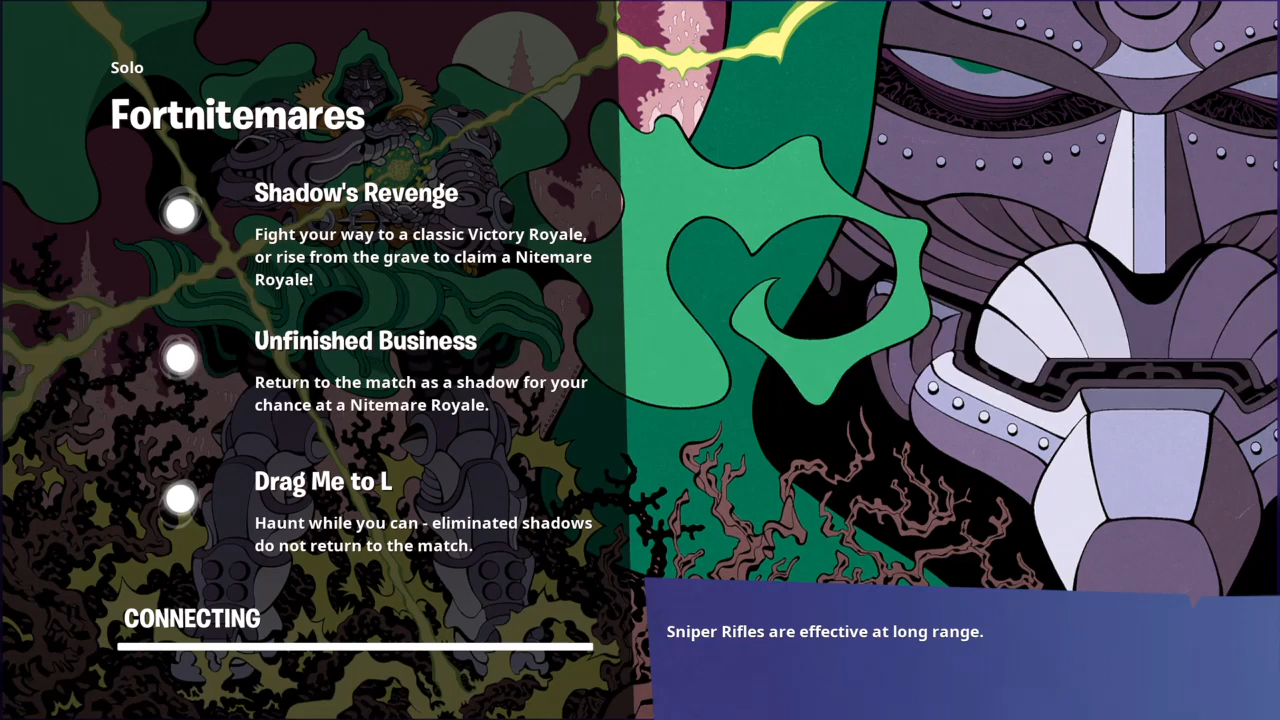 Solo
Fortnitemares
Shadow's Revenge
Fight your way to a classic Victory Royale,
or rise from the grave to claim a Nitemare
Royale!
Unfinished Business
Return to the match as a shadow for your
chance at a Nitemare Royale.
Drag Me to L
Haunt while you can - eliminated shadows
do not return to the match.
CONNECTING
Sniper Rifles are effective at long range.